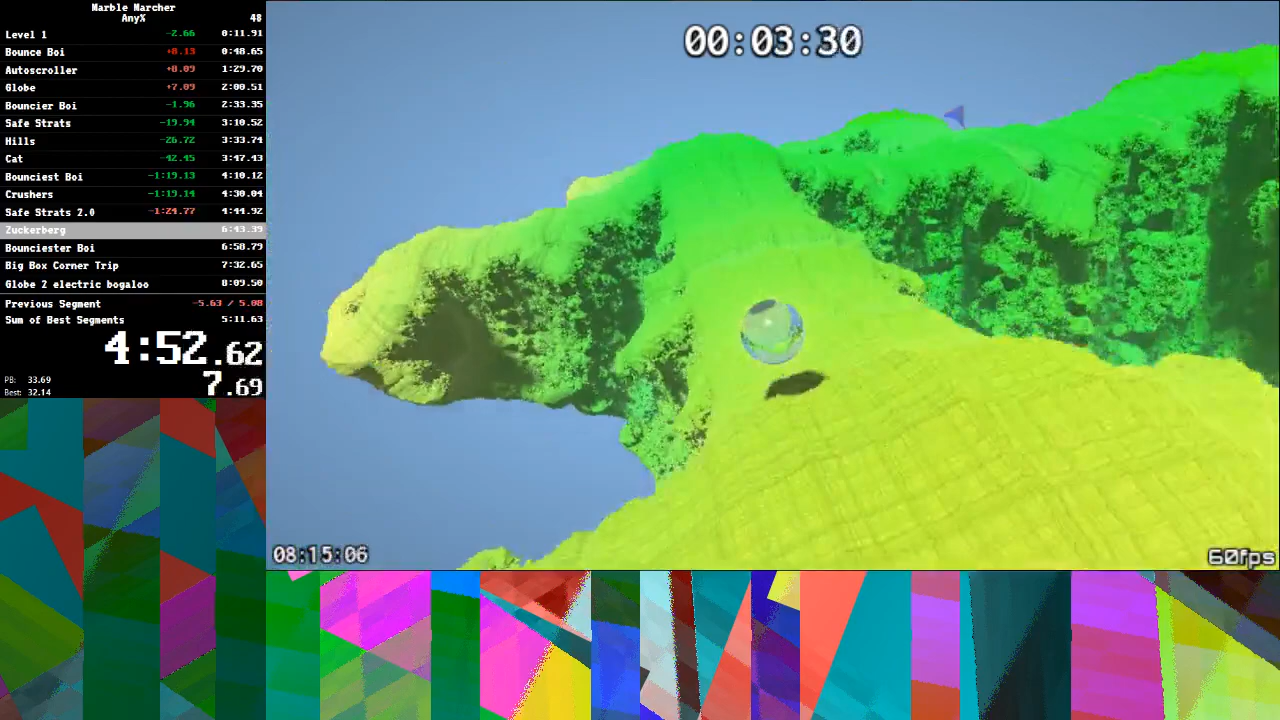 Marble Marcher
Any% 48
Level 1 -2.66 0:11.91
Bounce Boi +8.13 0:48.65
Autoscroller +8.09 1:29.70
Globe +7.09 2:00.51
Bouncier Boi -1.96 2:33.35
Safe Strats -19.94 3:10.52
Hills -26.72 3:33.74
Cat -42.45 3:47.43
Bounciest Boi -1:19.13 4:10.12
Crushers -1:19.14 4:30.04
Safe Strats 2.0 -1:24.77 4:44.92
Zuckerberg 6:43.39
Bounciester Boi 6:58.79
Big Box Corner Trip 7:32.65
Globe 2 electric bogaloo 8:09.50
Previous Segment -5.63 / 5.08
Sum of Best Segments 5:11.63
4:52.62
PB: 33.69
Best: 32.14
7.69
00:03:30
08:15:06
60fps